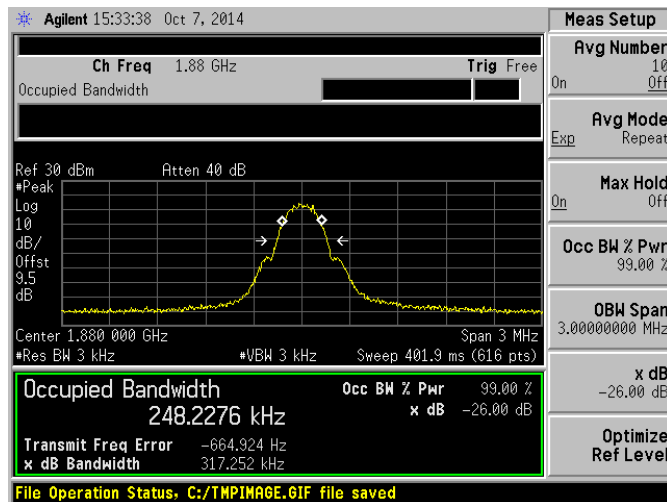 Agilent 15:33:38 Oct 7, 2014
Meas Setup
Ch Freq 1.88 GHz Trig Free
Occupied Bandwidth
Avg Number
10
On Off
Avg Mode
Exp Repeat
Max Hold
On Off
Occ BW % Pwr
99.00 %
OBW Span
3.00000000 MHz
x dB
-26.00 dB
Optimize
Ref Level
Ref 30 dBm Atten 40 dB
#Peak
Log
10
dB/
Offst
9.5
dB
Center 1.880 000 GHz Span 3 MHz
#Res BW 3 kHz #VBW 3 kHz Sweep 401.9 ms (616 pts)
Occupied Bandwidth Occ BW % Pwr 99.00 %
248.2276 kHz x dB -26.00 dB
Transmit Freq Error -664.924 Hz
x dB Bandwidth 317.252 kHz
File Operation Status, C:/TMPIMAGE.GIF file saved